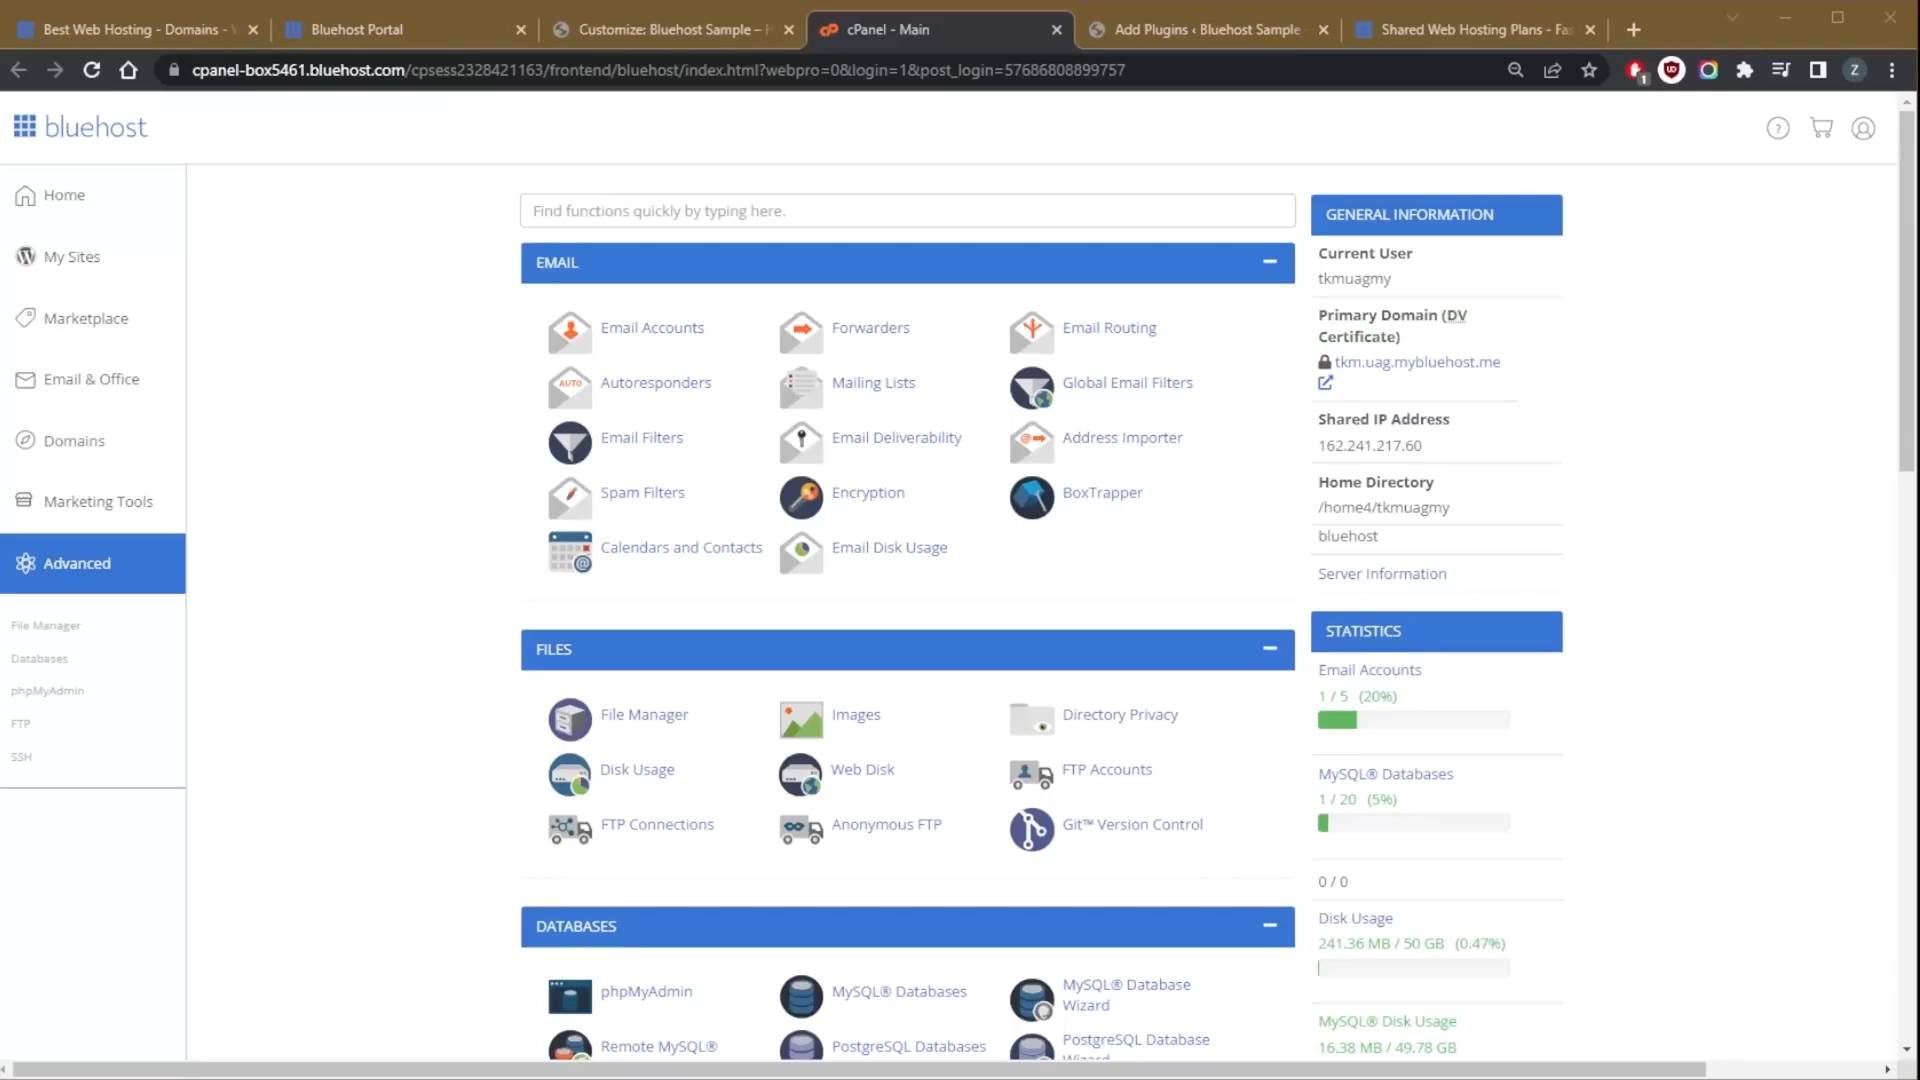 Best Web Hosting - Domains -
Bluehost Portal
Customize: Bluehost Sample –
cPanel - Main
Add Plugins ‹ Bluehost Sample
Shared Web Hosting Plans - Fas
cpanel-box5461.bluehost.com/cpsess2328421163/frontend/bluehost/index.html?webpro=0&login=1&post_login=57686808899757
1
Z
bluehost
?
Home
My Sites
Marketplace
Email & Office
Domains
Marketing Tools
Advanced
File Manager
Databases
phpMyAdmin
FTP
SSH
Find functions quickly by typing here.
EMAIL
Email Accounts
Forwarders
Email Routing
AUTO
Autoresponders
Mailing Lists
Global Email Filters
Email Filters
Email Deliverability
Address Importer
Spam Filters
Encryption
BoxTrapper
Calendars and Contacts
Email Disk Usage
FILES
File Manager
Images
Directory Privacy
Disk Usage
Web Disk
FTP Accounts
FTP Connections
Anonymous FTP
Git™ Version Control
DATABASES
phpMyAdmin
MySQL® Databases
MySQL® Database
Wizard
Remote MySQL®
PostgreSQL Databases
PostgreSQL Database
Wizard
GENERAL INFORMATION
Current User
tkmuagmy
Primary Domain (DV
Certificate)
tkm.uag.mybluehost.me
Shared IP Address
162.241.217.60
Home Directory
/home4/tkmuagmy
bluehost
Server Information
STATISTICS
Email Accounts
1 / 5 (20%)
MySQL® Databases
1 / 20 (5%)
0 / 0
Disk Usage
241.36 MB / 50 GB (0.47%)
MySQL® Disk Usage
16.38 MB / 49.78 GB